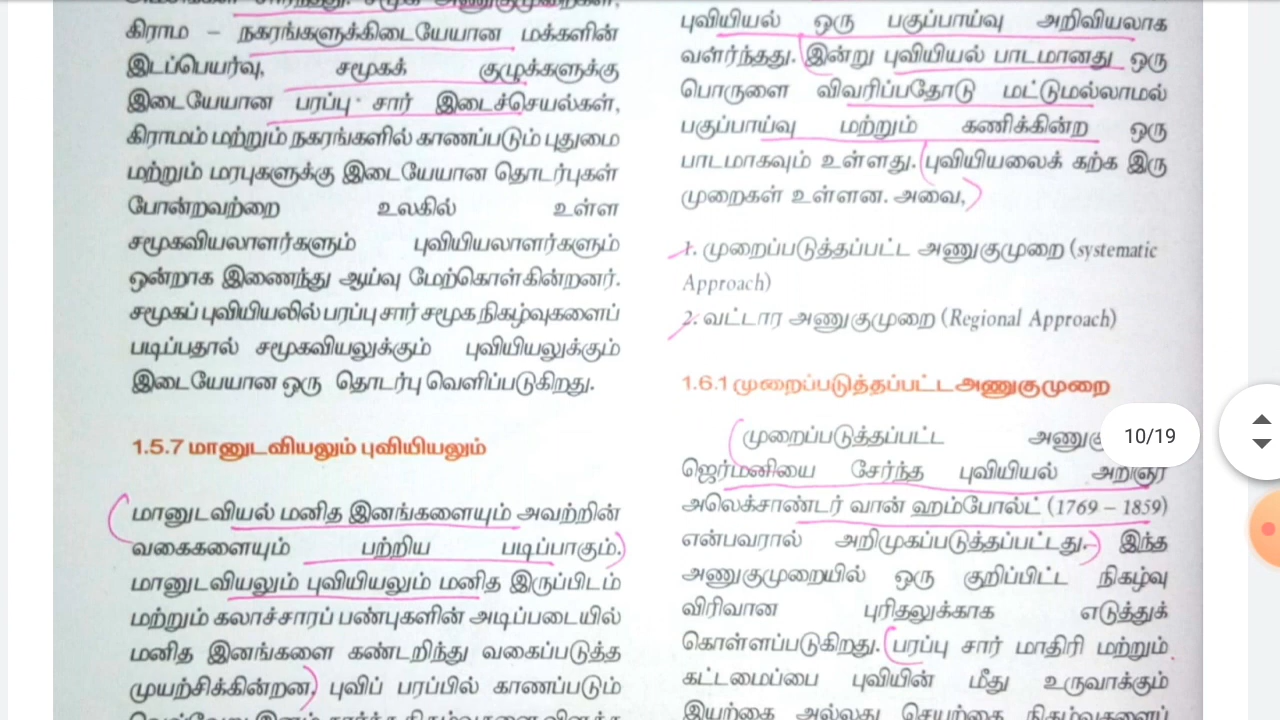 கிராம – நகரங்களுக்கிடையேயான மக்களின்
இடப்பெயர்வு, சமூகக் குழுக்களுக்கு
இடையேயான பரப்பு சார் இடைச்செயல்கள்,
கிராமம் மற்றும் நகரங்களில் காணப்படும் புதுமை
மற்றும் மரபுகளுக்கு இடையேயான தொடர்புகள்
போன்றவற்றை உலகில் உள்ள
சமூகவியலாளர்களும் புவியியலாளர்களும்
ஒன்றாக இணைந்து ஆய்வு மேற்கொள்கின்றனர்.
சமூகப் புவியியலில் பரப்பு சார் சமூக நிகழ்வுகளைப்
படிப்பதால் சமூகவியலுக்கும் புவியியலுக்கும்
இடையேயான ஒரு தொடர்பு வெளிப்படுகிறது.
1.5.7 மானுடவியலும் புவியியலும்
மானுடவியல் மனித இனங்களையும் அவற்றின்
வகைகளையும் பற்றிய படிப்பாகும்.
மானுடவியலும் புவியியலும் மனித இருப்பிடம்
மற்றும் கலாச்சாரப் பண்புகளின் அடிப்படையில்
மனித இனங்களை கண்டறிந்து வகைப்படுத்த
முயற்சிக்கின்றன. புவிப் பரப்பில் காணப்படும்
புவியியல் ஒரு பகுப்பாய்வு அறிவியலாக
வளர்ந்தது. இன்று புவியியல் பாடமானது ஒரு
பொருளை விவரிப்பதோடு மட்டுமல்லாமல்
பகுப்பாய்வு மற்றும் கணிக்கின்ற ஒரு
பாடமாகவும் உள்ளது. புவியியலைக் கற்க இரு
முறைகள் உள்ளன. அவை,
1. முறைப்படுத்தப்பட்ட அணுகுமுறை (systematic
Approach)
2. வட்டார அணுகுமுறை (Regional Approach)
1.6.1 முறைப்படுத்தப்பட்ட அணுகுமுறை
முறைப்படுத்தப்பட்ட
ஜெர்மனியை சேர்ந்த புவியியல் அறிஞர்
அலெக்சாண்டர் வான் ஹம்போல்ட் (1769 – 1859)
என்பவரால் அறிமுகப்படுத்தப்பட்டது. இந்த
அணுகுமுறையில் ஒரு குறிப்பிட்ட நிகழ்வு
விரிவான புரிதலுக்காக எடுத்துக்
கொள்ளப்படுகிறது. பரப்பு சார் மாதிரி மற்றும்
கட்டமைப்பை புவியின் மீது உருவாக்கும்
இயற்கை அல்லது செயற்கை நிகழ்வுகளைப்
10/19